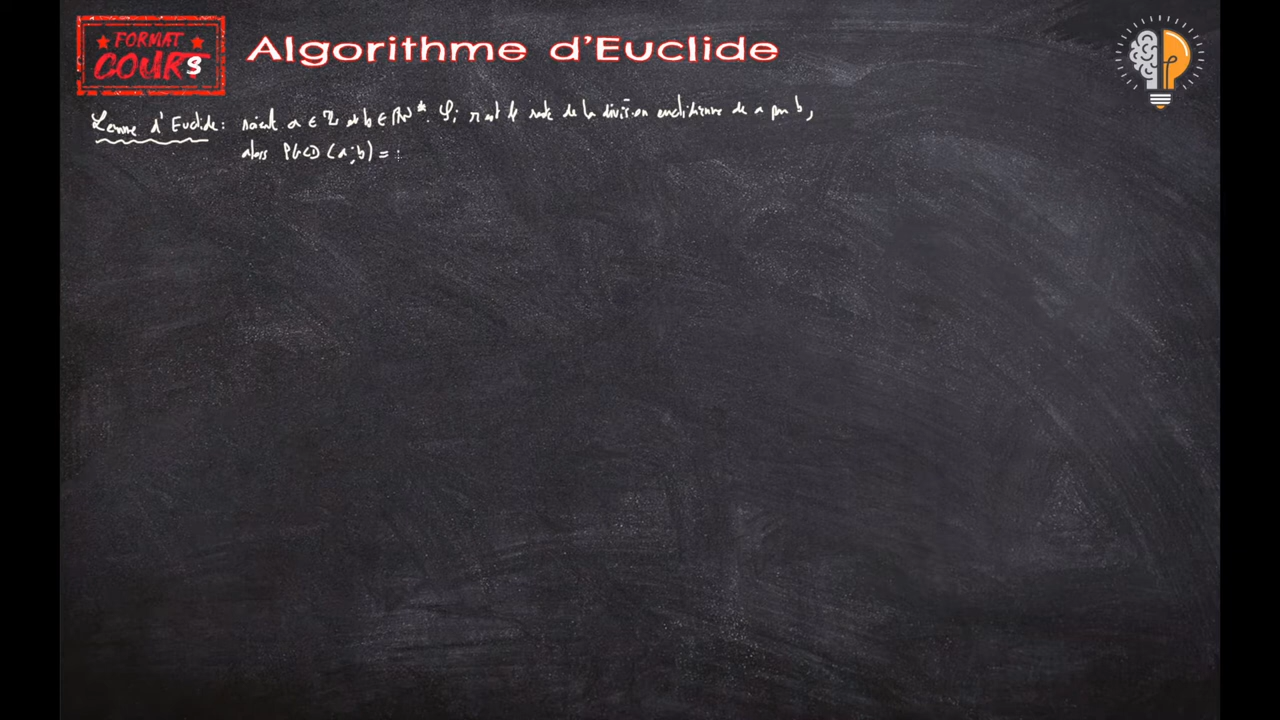 FORMAT
COURS
Algorithme d'Euclide
Lemme d'Euclide : soient a ∈ ℤ et b ∈ ℕ*. Si r est le reste de la division euclidienne de a par b,
alors PGCD (a;b) =